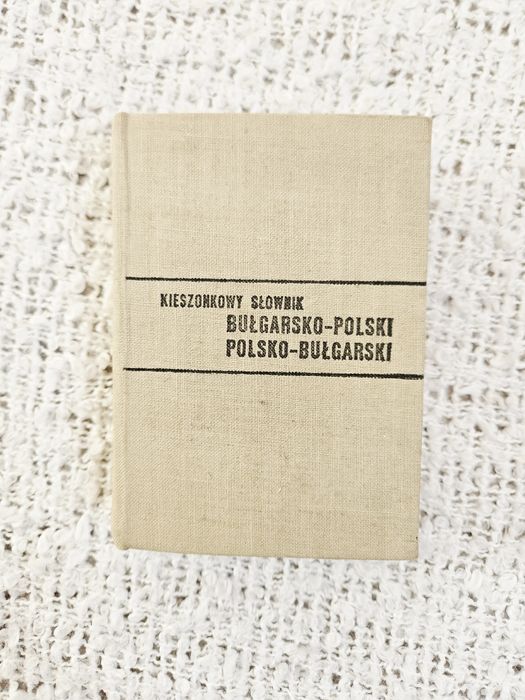 KIESZONKOWY SŁOWNIK
BUŁGARSKO-POLSKI
POLSKO-BUŁGARSKI